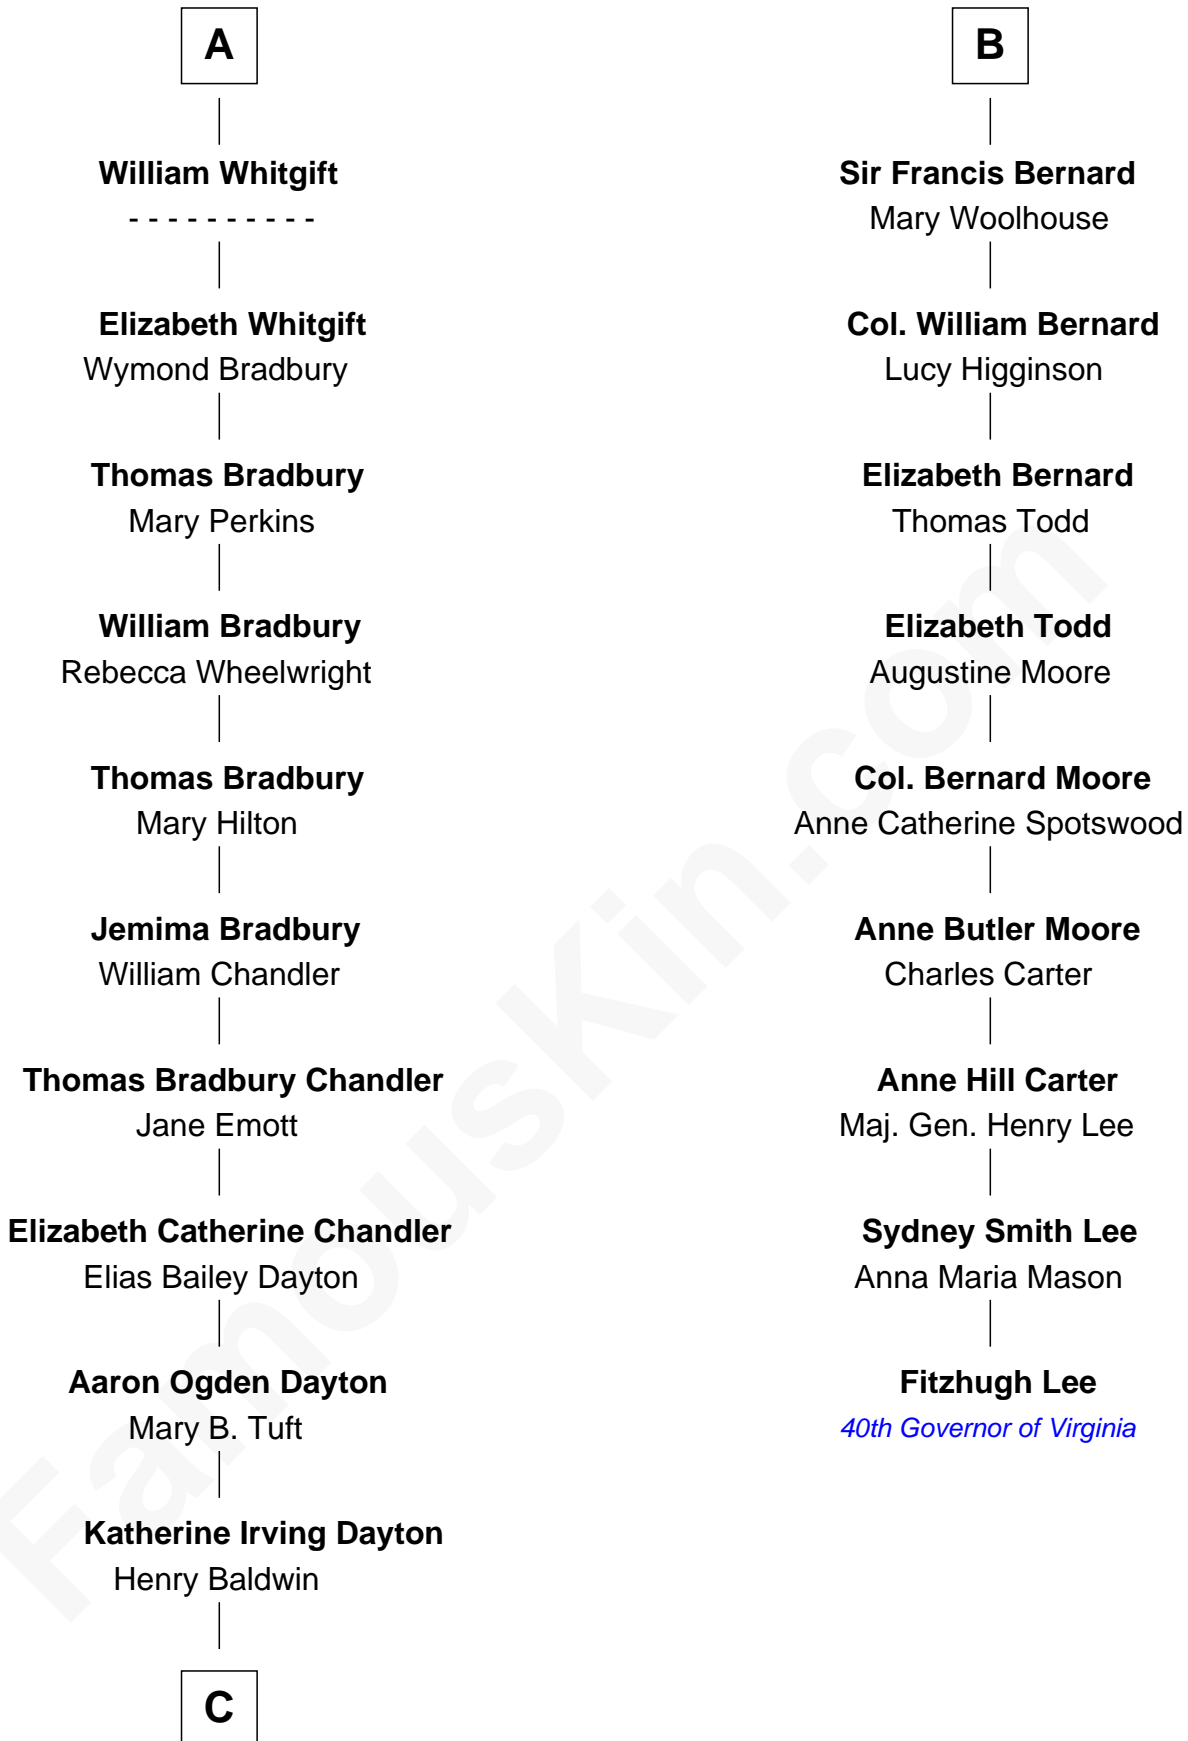 A
William Whitgift
- - - - - - - - - -
Elizabeth Whitgift
Wymond Bradbury
Thomas Bradbury
Mary Perkins
William Bradbury
Rebecca Wheelwright
Thomas Bradbury
Mary Hilton
Jemima Bradbury
William Chandler
Thomas Bradbury Chandler
Jane Emott
Elizabeth Catherine Chandler
Elias Bailey Dayton
Aaron Ogden Dayton
Mary B. Tuft
Katherine Irving Dayton
Henry Baldwin
C
B
Sir Francis Bernard
Mary Woolhouse
Col. William Bernard
Lucy Higginson
Elizabeth Bernard
Thomas Todd
Elizabeth Todd
Augustine Moore
Col. Bernard Moore
Anne Catherine Spotswood
Anne Butler Moore
Charles Carter
Anne Hill Carter
Maj. Gen. Henry Lee
Sydney Smith Lee
Anna Maria Mason
Fitzhugh Lee
40th Governor of Virginia
FamousKin.com